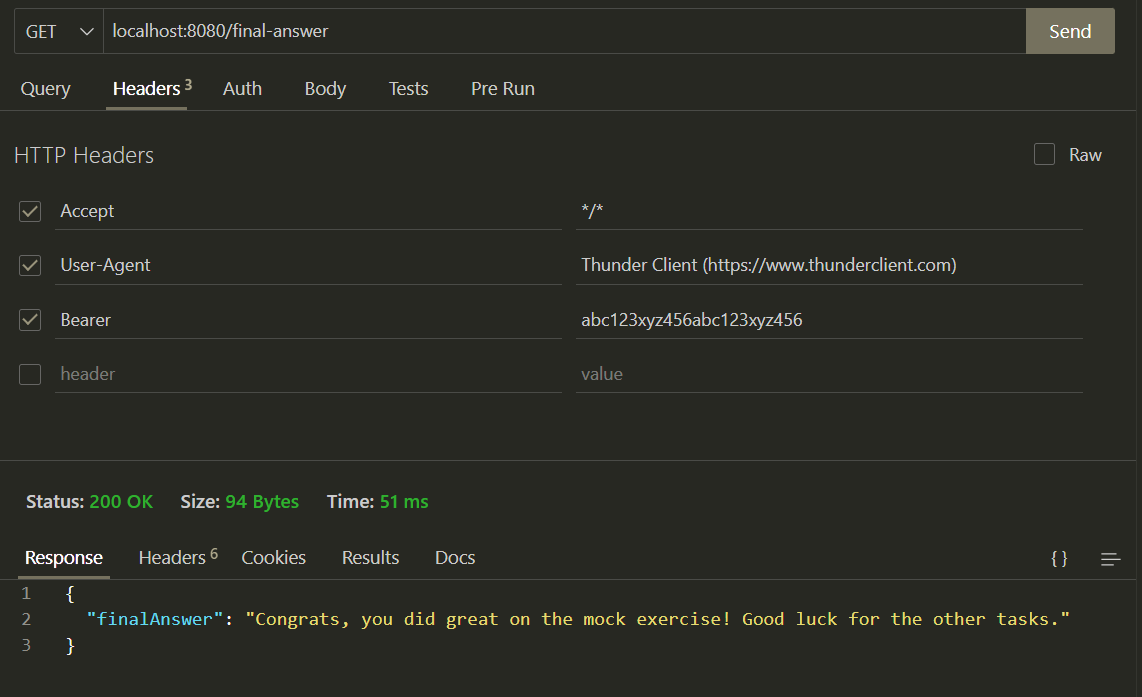 GET localhost:8080/final-answer Send
Query Headers 3 Auth Body Tests Pre Run
HTTP Headers Raw
Accept */*
User-Agent Thunder Client (https://www.thunderclient.com)
Bearer abc123xyz456abc123xyz456
header value
Status: 200 OK Size: 94 Bytes Time: 51 ms
Response Headers 6 Cookies Results Docs { }
1 {
2 "finalAnswer": "Congrats, you did great on the mock exercise! Good luck for the other tasks."
3 }